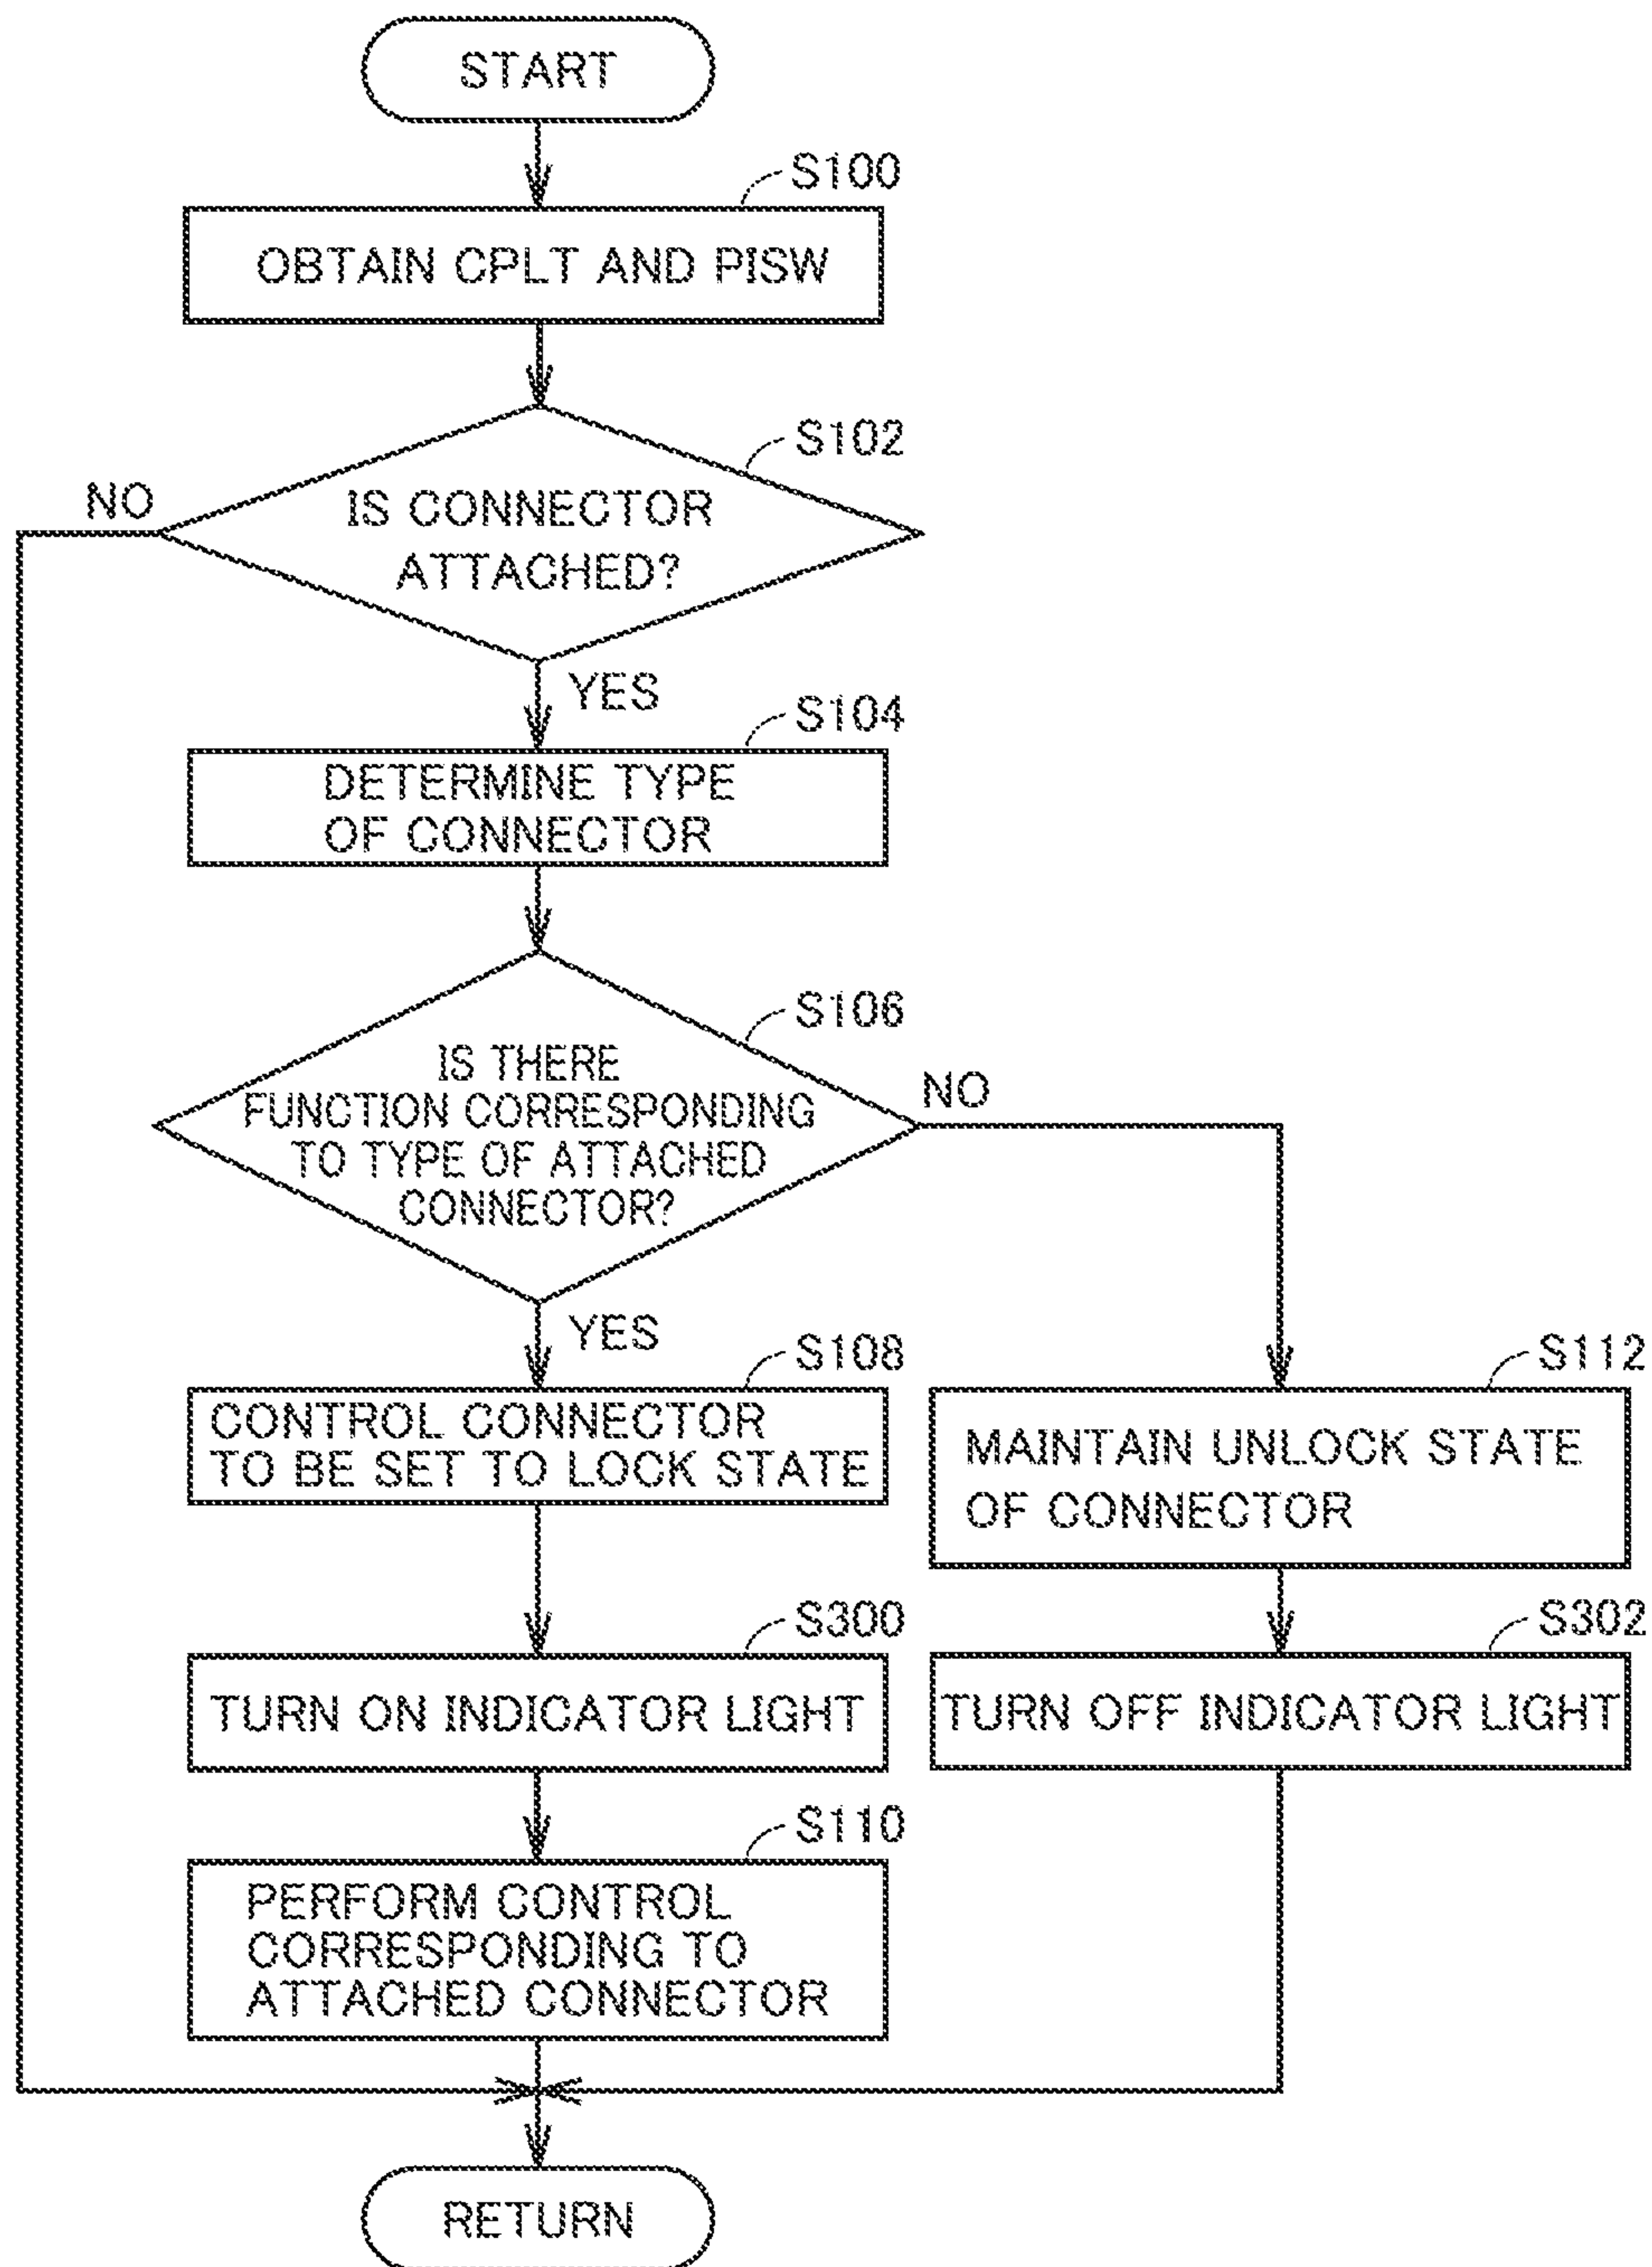 START
S100
OBTAIN CPLT AND PISW
S102
NO
IS CONNECTOR
ATTACHED?
YES
S104
DETERMINE TYPE
OF CONNECTOR
S106
IS THERE
FUNCTION CORRESPONDING
TO TYPE OF ATTACHED
CONNECTOR?
NO
YES
S108
CONTROL CONNECTOR
TO BE SET TO LOCK STATE
S112
MAINTAIN UNLOCK STATE
OF CONNECTOR
S300
TURN ON INDICATOR LIGHT
S302
TURN OFF INDICATOR LIGHT
S110
PERFORM CONTROL
CORRESPONDING TO
ATTACHED CONNECTOR
RETURN